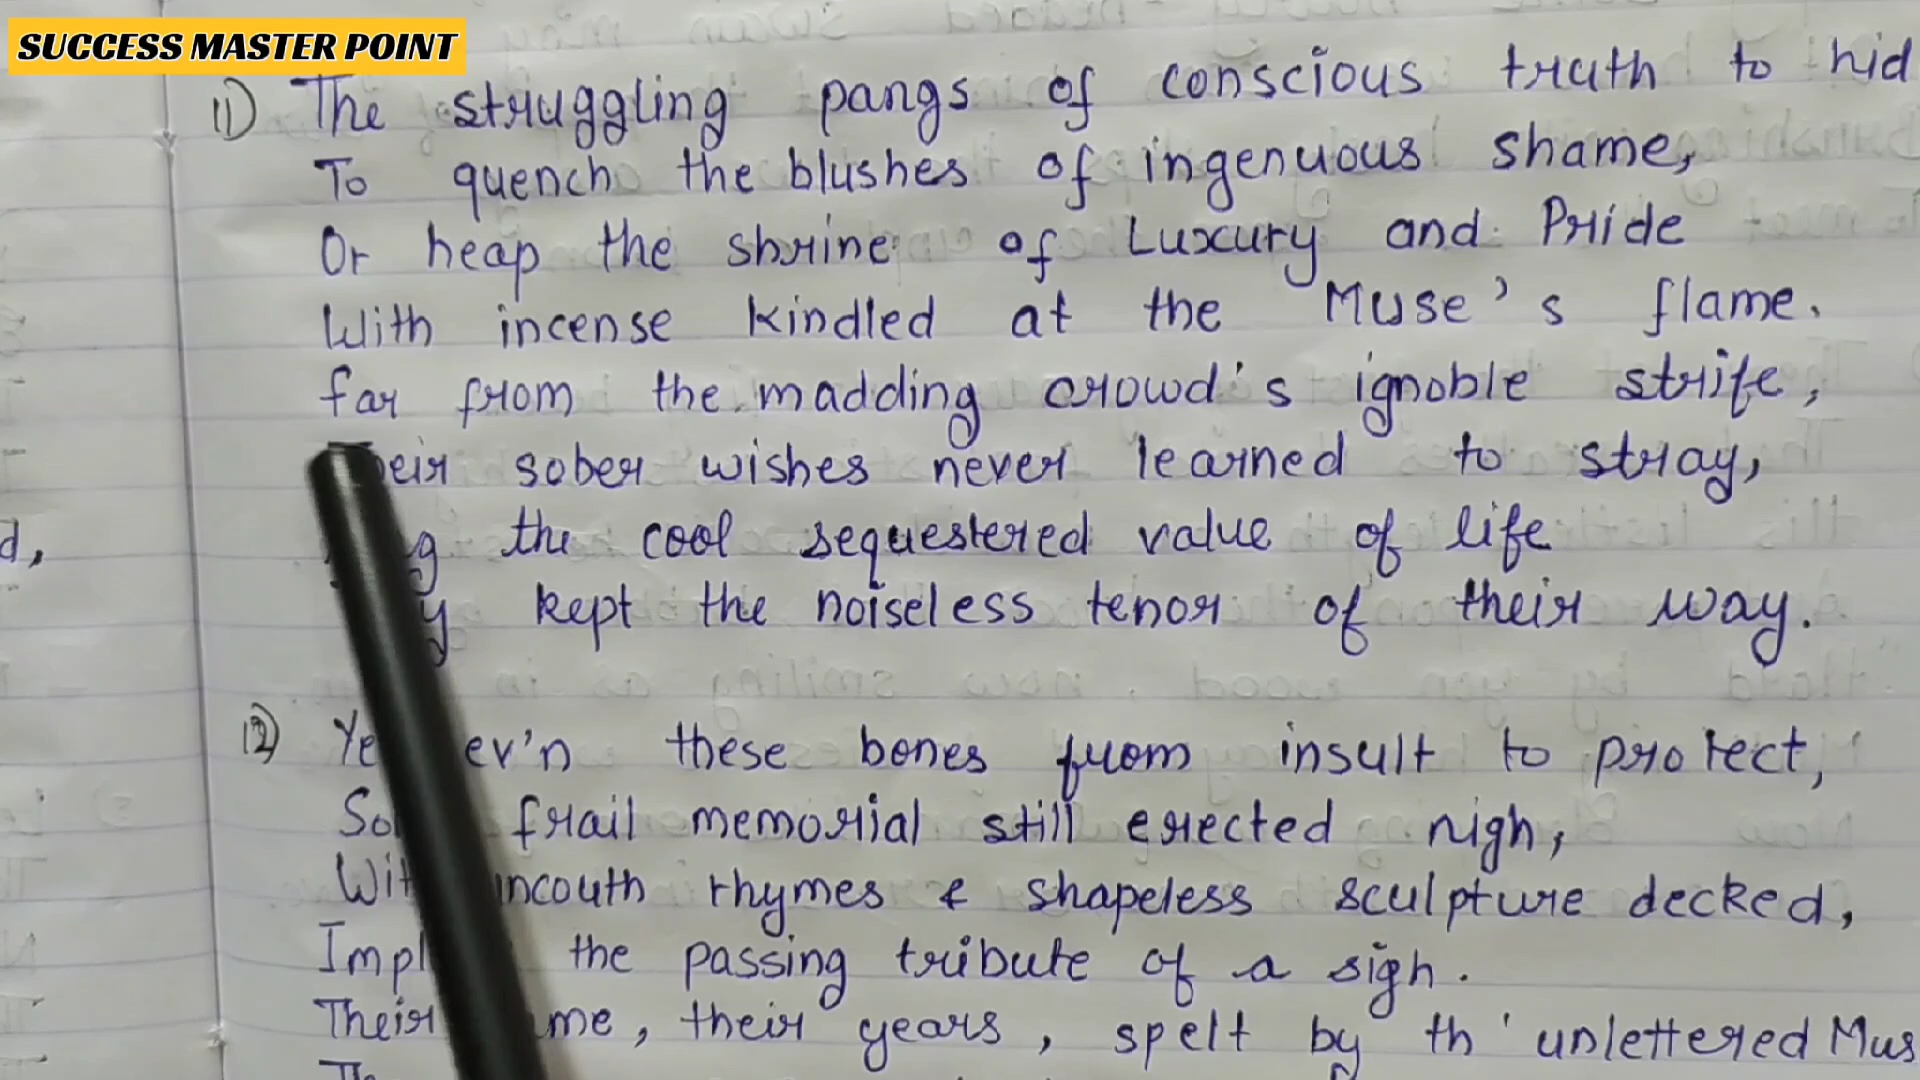 SUCCESS MASTER POINT
11) The struggling pangs of conscious truth to hid
To quench the blushes of ingenuous shame,
Or heap the shrine of Luxury and Pride
With incense kindled at the Muse's flame.
far from the madding crowd's ignoble strife,
sober wishes never learned to stray,
the cool sequestered value of life
kept the noiseless tenor of their way.
12) ev'n these bones from insult to protect,
frail memorial still erected nigh,
rhymes & shapeless sculpture decked,
the passing tribute of a sigh.
Their , their years, spelt by th' unlettered Mus
d,